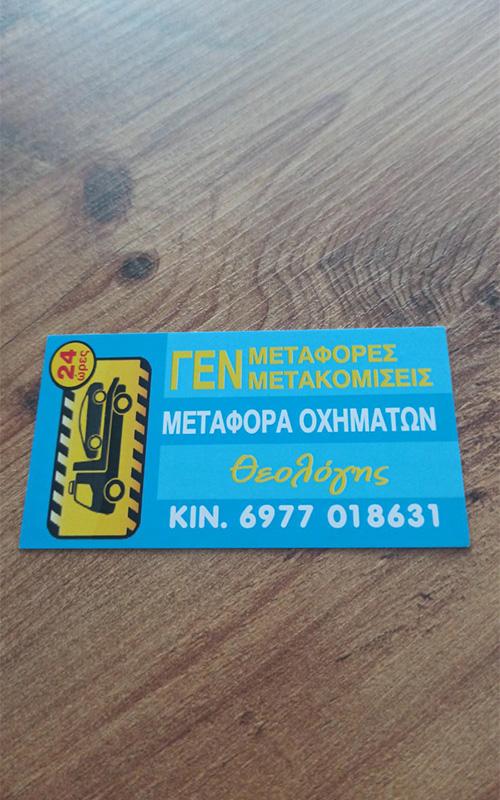 24
ώρες
ΓΕΝ ΜΕΤΑΦΟΡΕΣ
ΜΕΤΑΚΟΜΙΣΕΙΣ
ΜΕΤΑΦΟΡΑ ΟΧΗΜΑΤΩΝ
Θεολόγης
ΚΙΝ. 6977 018631